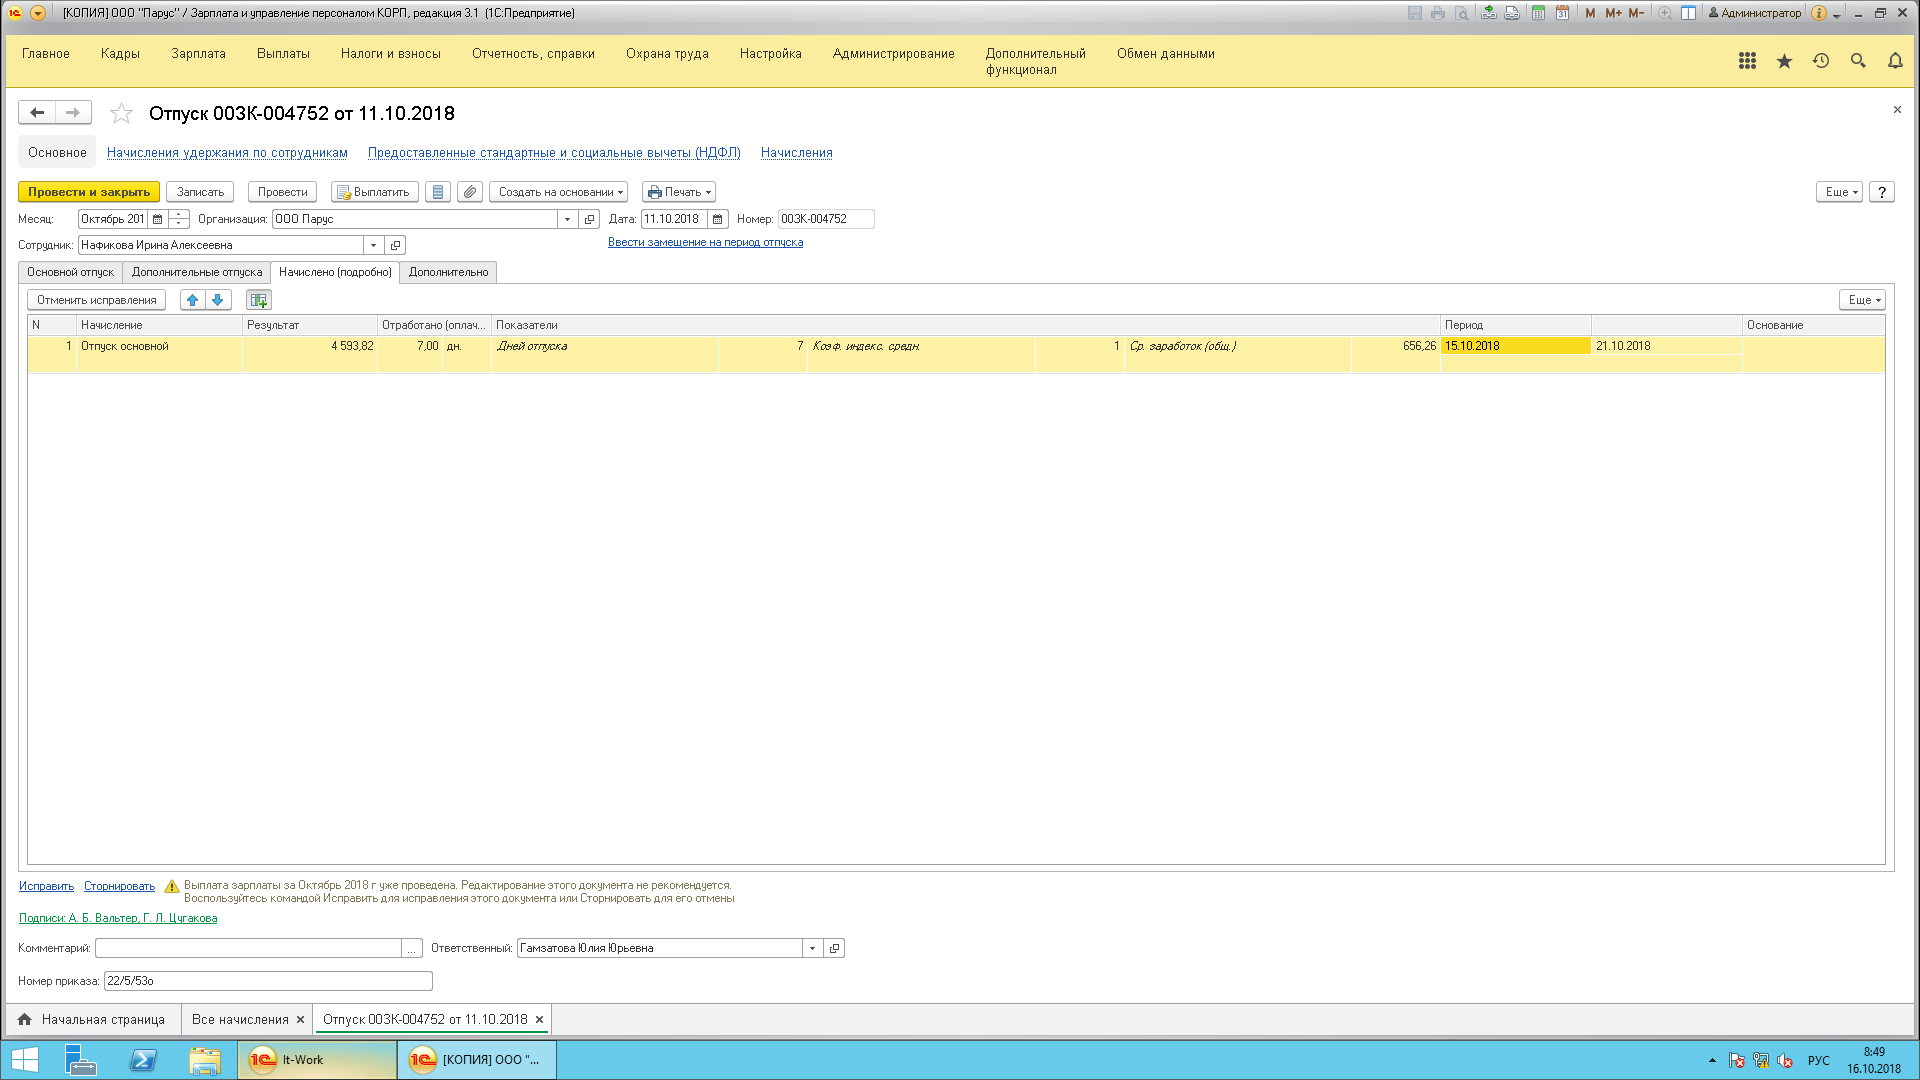 [КОПИЯ] ООО "Парус" / Зарплата и управление персоналом КОРП, редакция 3.1 (1С:Предприятие)
M M+ M- Администратор
Главное Кадры Зарплата Выплаты Налоги и взносы Отчетность, справки Охрана труда Настройка Администрирование Дополнительный функционал Обмен данными
Отпуск 00ЗК-004752 от 11.10.2018
Основное Начисления удержания по сотрудникам Предоставленные стандартные и социальные вычеты (НДФЛ) Начисления
Провести и закрыть Записать Провести Выплатить Создать на основании Печать Еще ?
Месяц: Октябрь 201 Организация: ООО Парус Дата: 11.10.2018 Номер: 00ЗК-004752
Сотрудник: Нафикова Ирина Алексеевна Ввести замещение на период отпуска
Основной отпуск Дополнительные отпуска Начислено (подробно) Дополнительно
Отменить исправления Еще
N Начисление Результат Отработано (оплач... Показатели Период Основание
1 Отпуск основной 4 593,82 7,00 дн. Дней отпуска 7 Коэф. индекс. средн. 1 Ср. заработок (общ.) 656,26 15.10.2018 21.10.2018
Исправить Сторнировать Выплата зарплаты за Октябрь 2018 г уже проведена. Редактирование этого документа не рекомендуется.
Воспользуйтесь командой Исправить для исправления этого документа или Сторнировать для его отмены
Подписи: А. Б. Вальтер, Г. Л. Цугакова
Комментарий: ... Ответственный: Гамзатова Юлия Юрьевна
Номер приказа: 22/5/53о
Начальная страница Все начисления Отпуск 00ЗК-004752 от 11.10.2018
It-Work [КОПИЯ] ООО "... РУС 8:49
16.10.2018